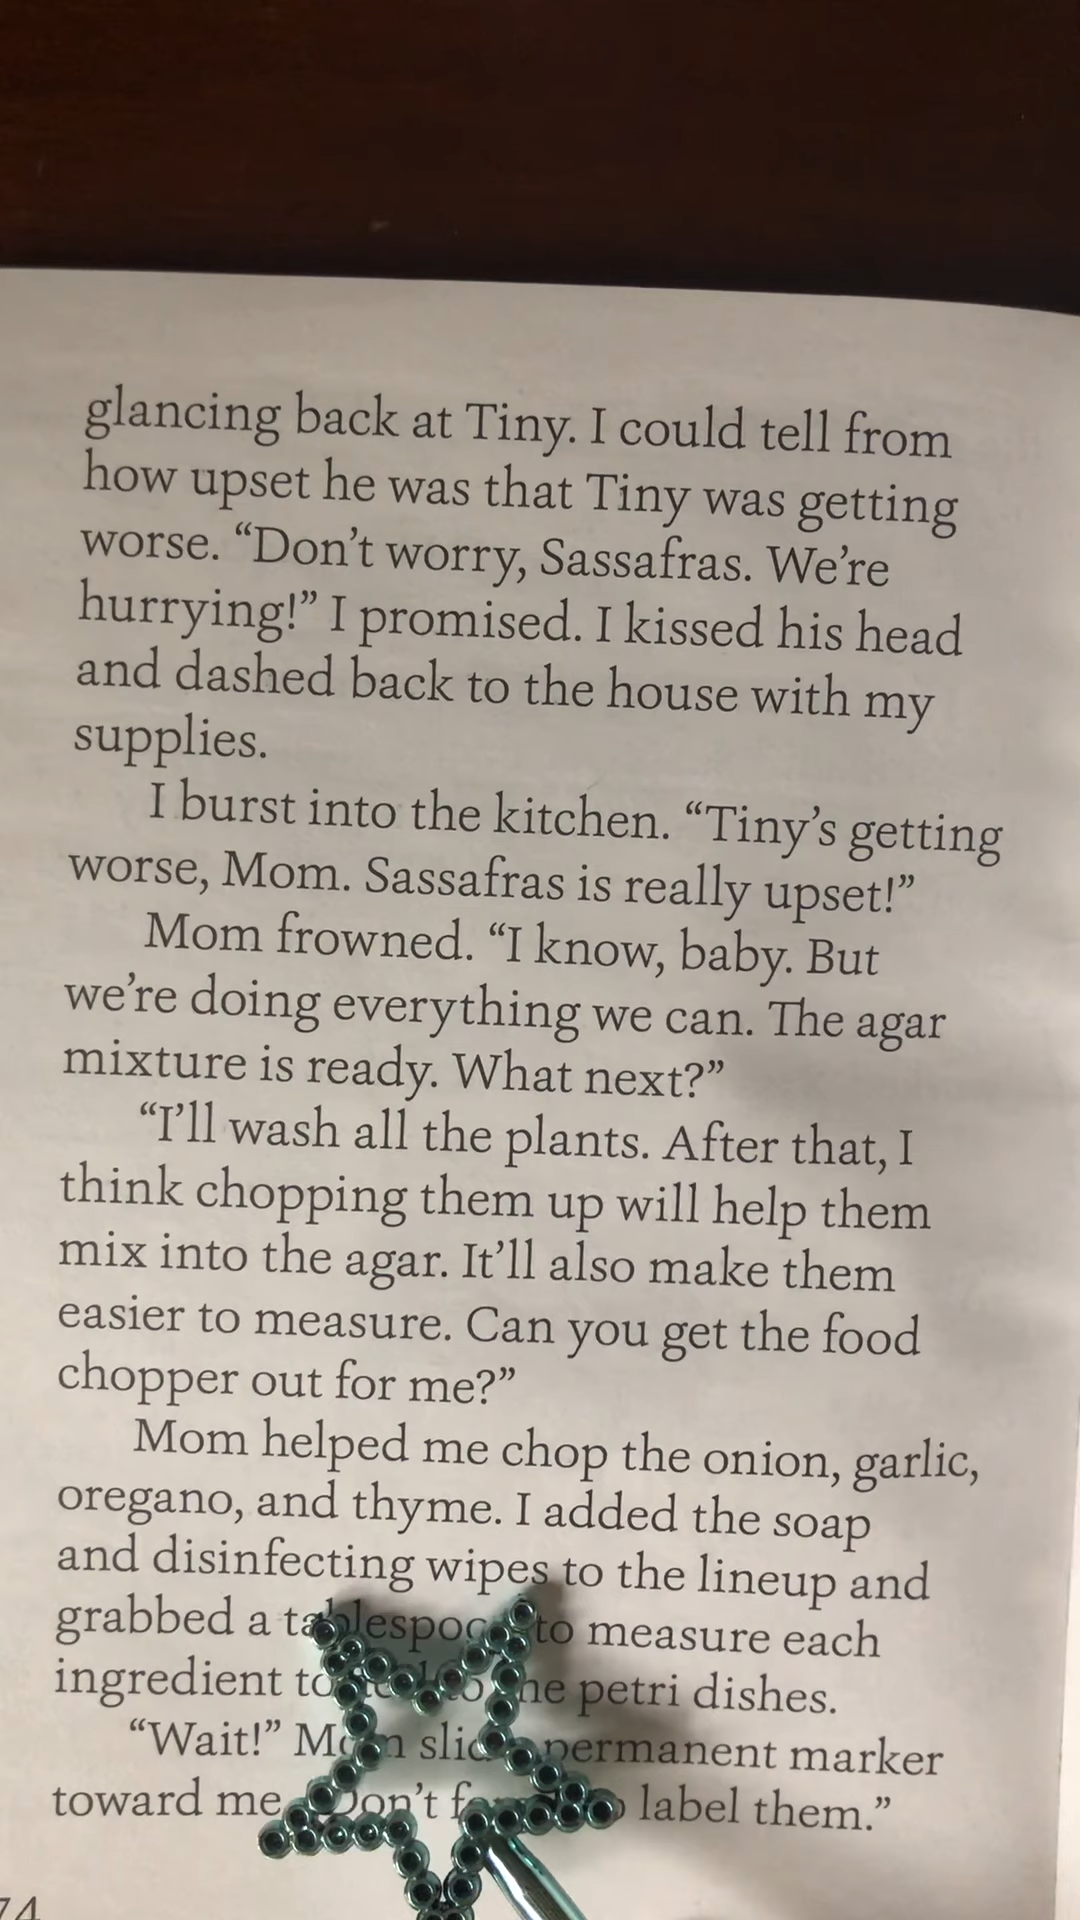 glancing back at Tiny. I could tell from
how upset he was that Tiny was getting
worse. “Don’t worry, Sassafras. We’re
hurrying!” I promised. I kissed his head
and dashed back to the house with my
supplies.
I burst into the kitchen. “Tiny’s getting
worse, Mom. Sassafras is really upset!”
Mom frowned. “I know, baby. But
we’re doing everything we can. The agar
mixture is ready. What next?”
“I’ll wash all the plants. After that, I
think chopping them up will help them
mix into the agar. It’ll also make them
easier to measure. Can you get the food
chopper out for me?”
Mom helped me chop the onion, garlic,
oregano, and thyme. I added the soap
and disinfecting wipes to the lineup and
grabbed a tablespoon to measure each
ingredient to the petri dishes.
“Wait!” Mom permanent marker
toward me. “Don’t label them.”
74